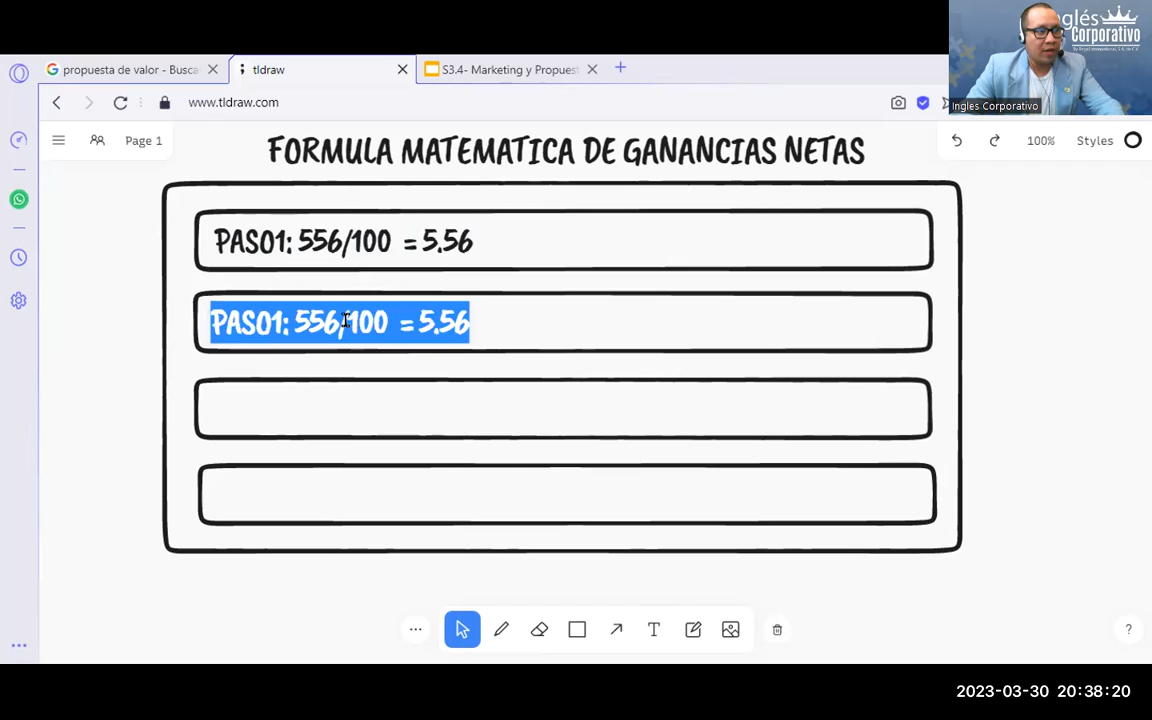 Inglés
Corporativo
Ingles Corporativo
propuesta de valor - Busca
tldraw
S3.4- Marketing y Propuest
www.tldraw.com
Page 1
100%
Styles
FORMULA MATEMATICA DE GANANCIAS NETAS
PASO1: 556/100 = 5.56
PASO1: 556/100 = 5.56
?
2023-03-30 20:38:20